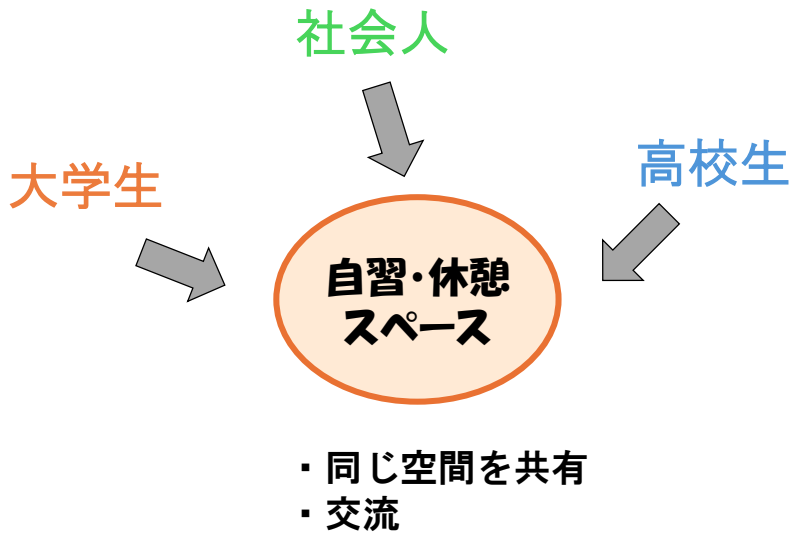 社会人
大学生
高校生
自習・休憩
スペース
・同じ空間を共有
・交流